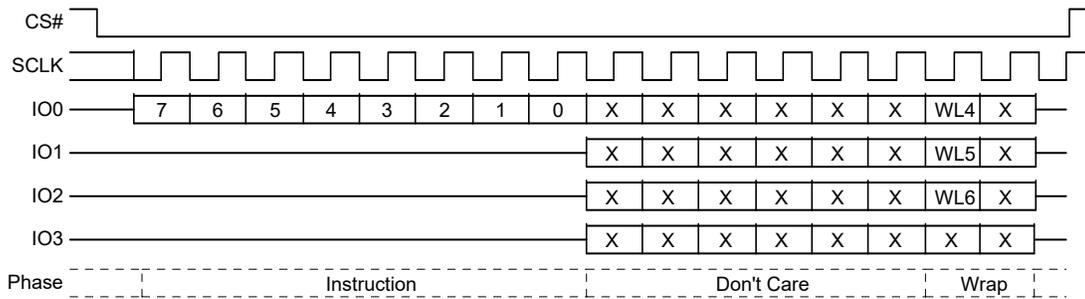 CS#
SCLK
IO0 7 6 5 4 3 2 1 0 X X X X X X WL4 X
IO1 X X X X X X WL5 X
IO2 X X X X X X WL6 X
IO3 X X X X X X X X
Phase Instruction Don't Care Wrap